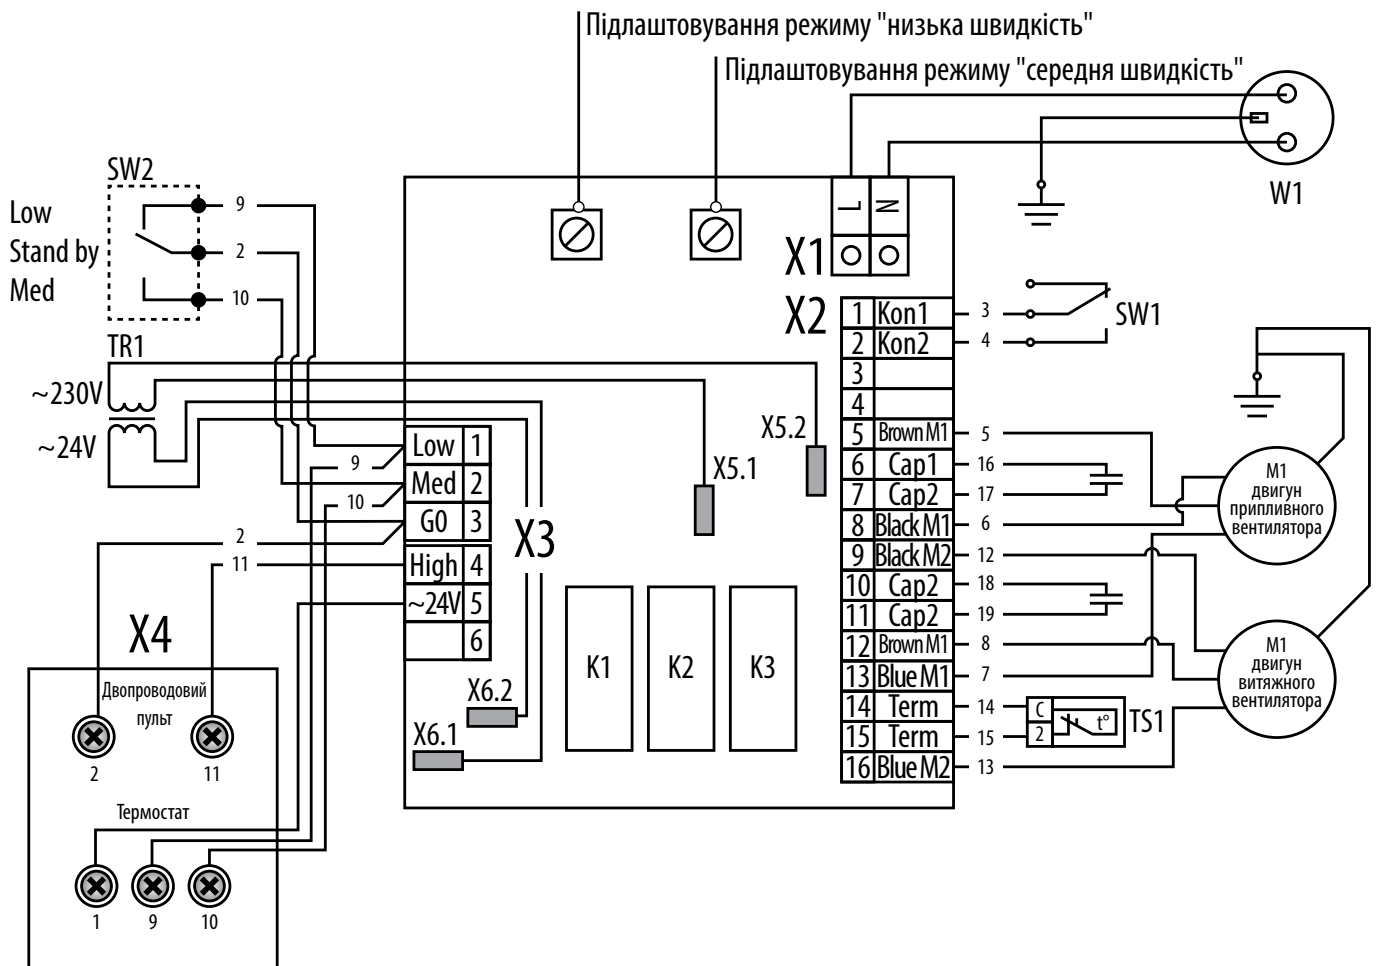 Підлаштовування режиму "низька швидкість"
Підлаштовування режиму "середня швидкість"
W1
SW2
Low
Stand by
Med
9
2
10
L
N
X1
X2
1 Kon1 3
2 Kon2 4
3
4
5 Brown M1 5
6 Cap1 16
7 Cap2 17
8 Black M1 6
9 Black M2 12
10 Cap2 18
11 Cap2 19
12 Brown M1 8
13 Blue M1 7
14 Term 14
15 Term 15
16 Blue M2 13
SW1
TR1
~230V
~24V
X5.2
X5.1
9
10
2
11
Low 1
Med 2
G0 3
High 4
~24V 5
6
X3
K1
K2
K3
X6.2
X6.1
M1
двигун
припливного
вентилятора
M1
двигун
витяжного
вентилятора
C
2
t°
TS1
X4
Двопроводовий
пульт
2
11
Термостат
1
9
10